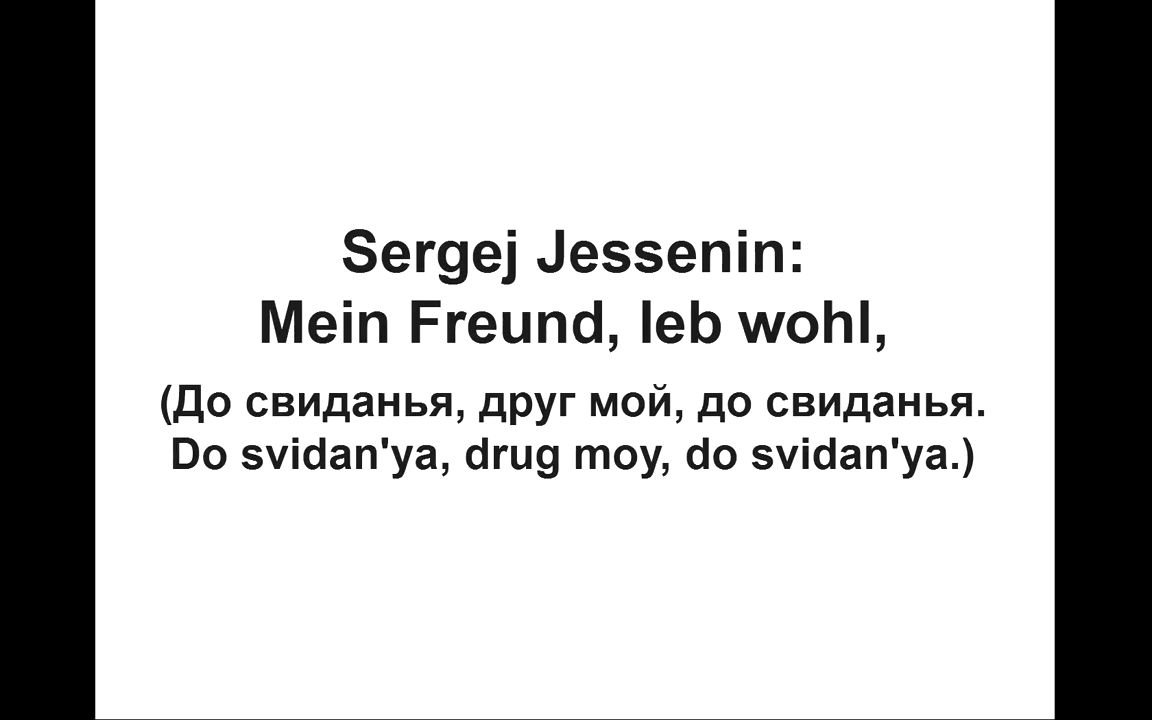 Sergej Jessenin:
Mein Freund, leb wohl,
(До свиданья, друг мой, до свиданья.
Do svidan'ya, drug moy, do svidan'ya.)